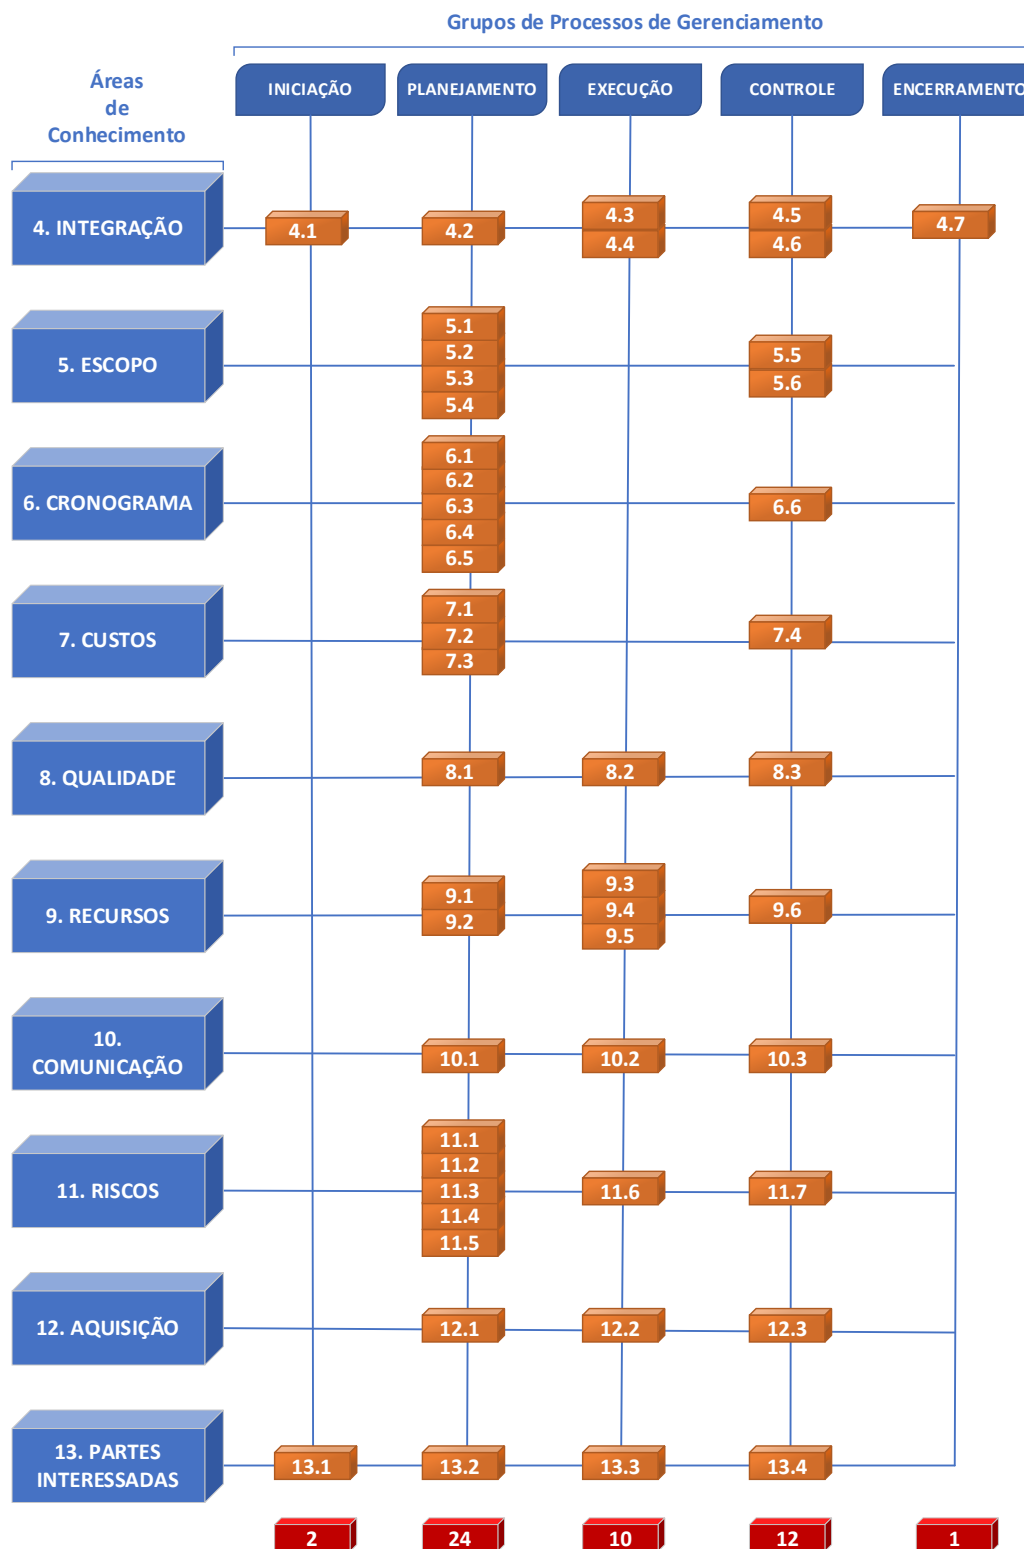 Grupos de Processos de Gerenciamento
Áreas
de
Conhecimento
INICIAÇÃO
PLANEJAMENTO
EXECUÇÃO
CONTROLE
ENCERRAMENTO
4. INTEGRAÇÃO
4.1
4.2
4.3
4.4
4.5
4.6
4.7
5. ESCOPO
5.1
5.2
5.3
5.4
5.5
5.6
6. CRONOGRAMA
6.1
6.2
6.3
6.4
6.5
6.6
7. CUSTOS
7.1
7.2
7.3
7.4
8. QUALIDADE
8.1
8.2
8.3
9. RECURSOS
9.1
9.2
9.3
9.4
9.5
9.6
10.
COMUNICAÇÃO
10.1
10.2
10.3
11. RISCOS
11.1
11.2
11.3
11.4
11.5
11.6
11.7
12. AQUISIÇÃO
12.1
12.2
12.3
13. PARTES
INTERESSADAS
13.1
13.2
13.3
13.4
2
24
10
12
1